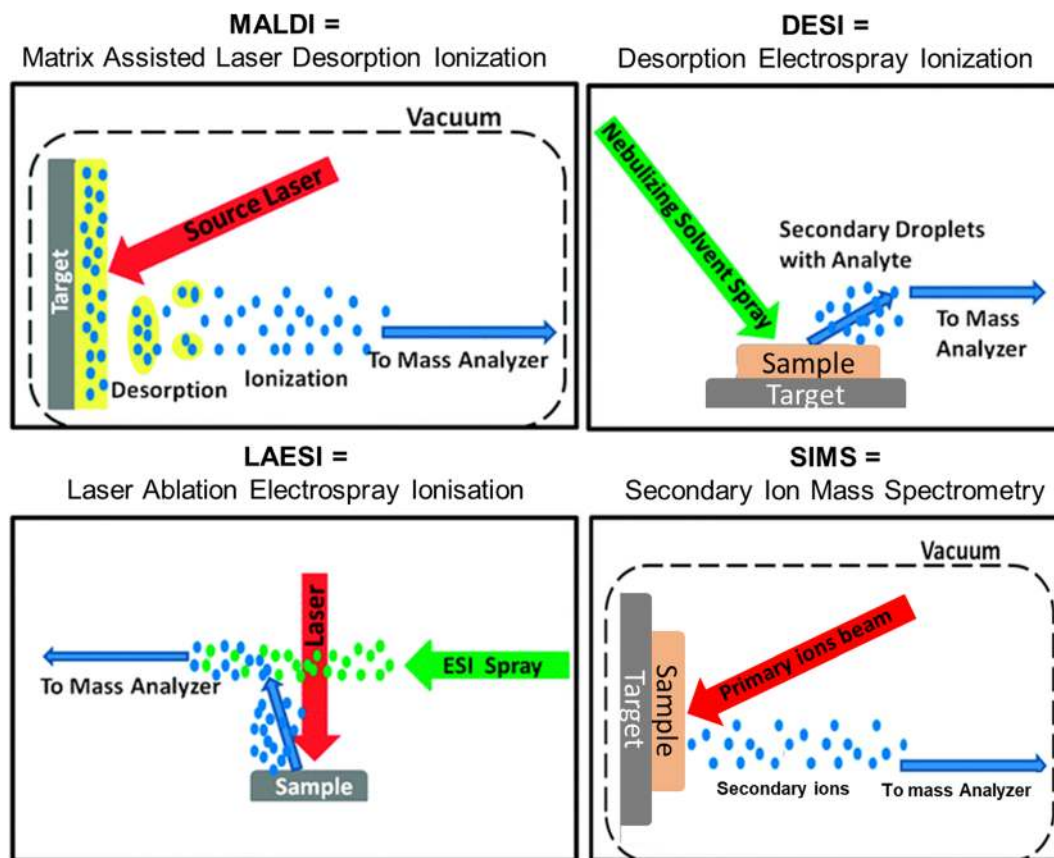 MALDI =
Matrix Assisted Laser Desorption Ionization
Vacuum
Source Laser
Target
Desorption
Ionization
To Mass Analyzer
DESI =
Desorption Electrospray Ionization
Nebulizing Solvent Spray
Secondary Droplets
with Analyte
To Mass
Analyzer
Sample
Target
LAESI =
Laser Ablation Electrospray Ionisation
Laser
ESI Spray
To Mass Analyzer
Sample
SIMS =
Secondary Ion Mass Spectrometry
Vacuum
Primary ions beam
Target
Sample
Secondary ions
To mass Analyzer